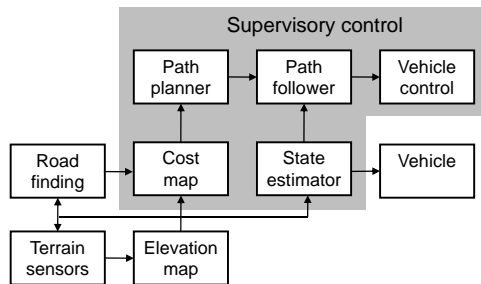 Supervisory control
Path
planner
Path
follower
Vehicle
control
Road
finding
Cost
map
State
estimator
Vehicle
Terrain
sensors
Elevation
map